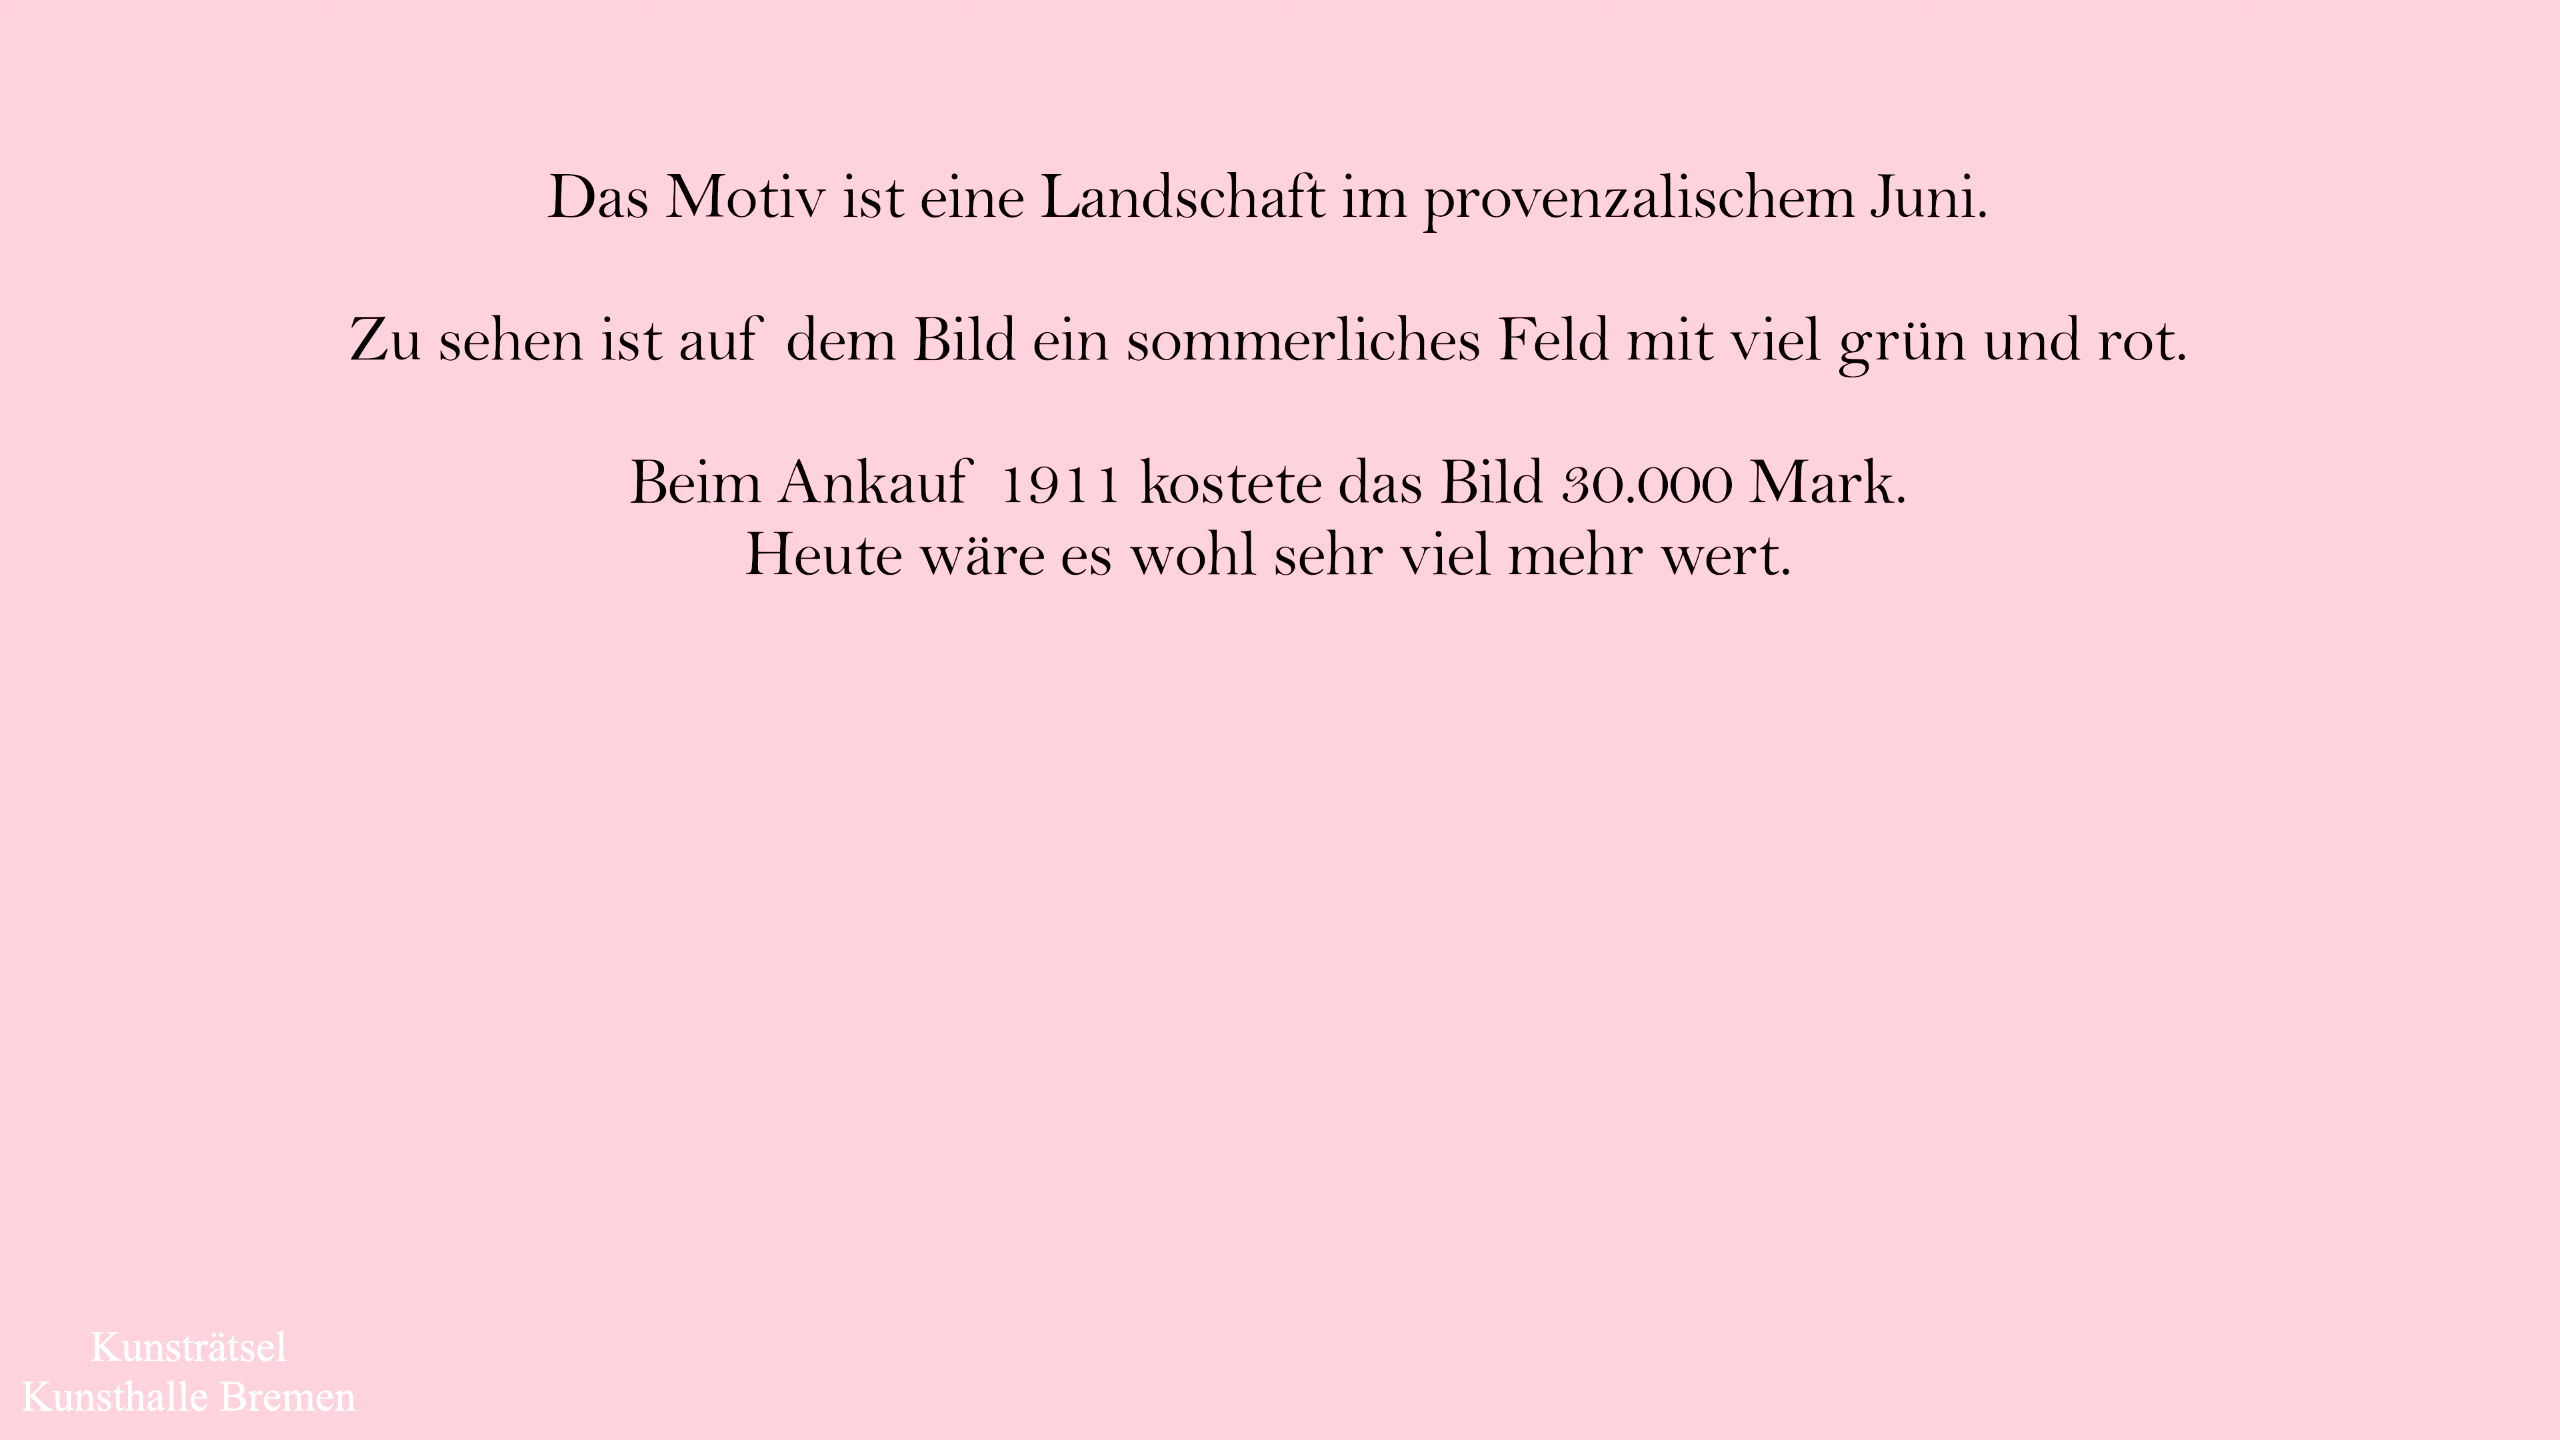 Das Motiv ist eine Landschaft im provenzalischem Juni.
Zu sehen ist auf dem Bild ein sommerliches Feld mit viel grün und rot.
Beim Ankauf 1911 kostete das Bild 30.000 Mark.
Heute wäre es wohl sehr viel mehr wert.
Kunsträtsel
Kunsthalle Bremen